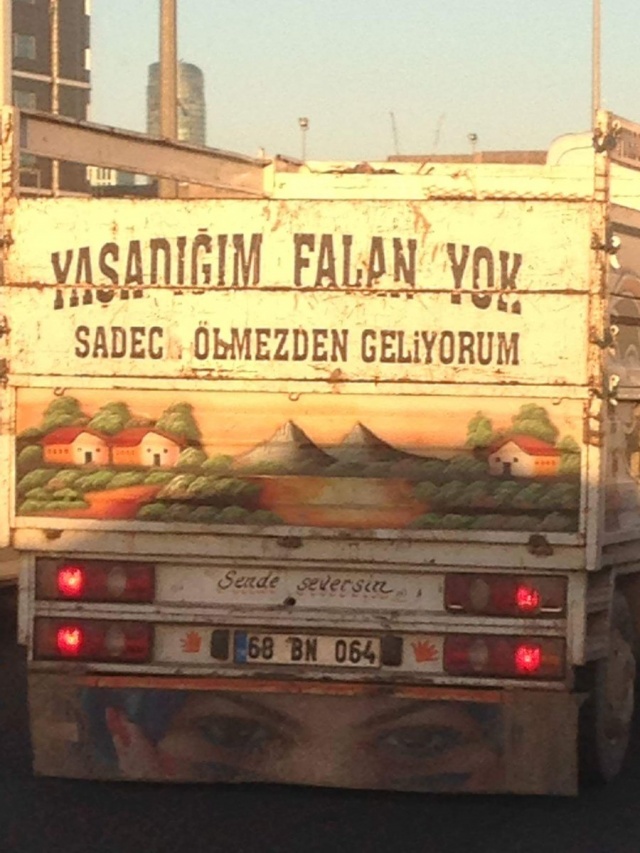 YAŞADIĞIM FALAN YOK
SADEC ÖLMEZDEN GELİYORUM
Sende seversin
68 BN 064